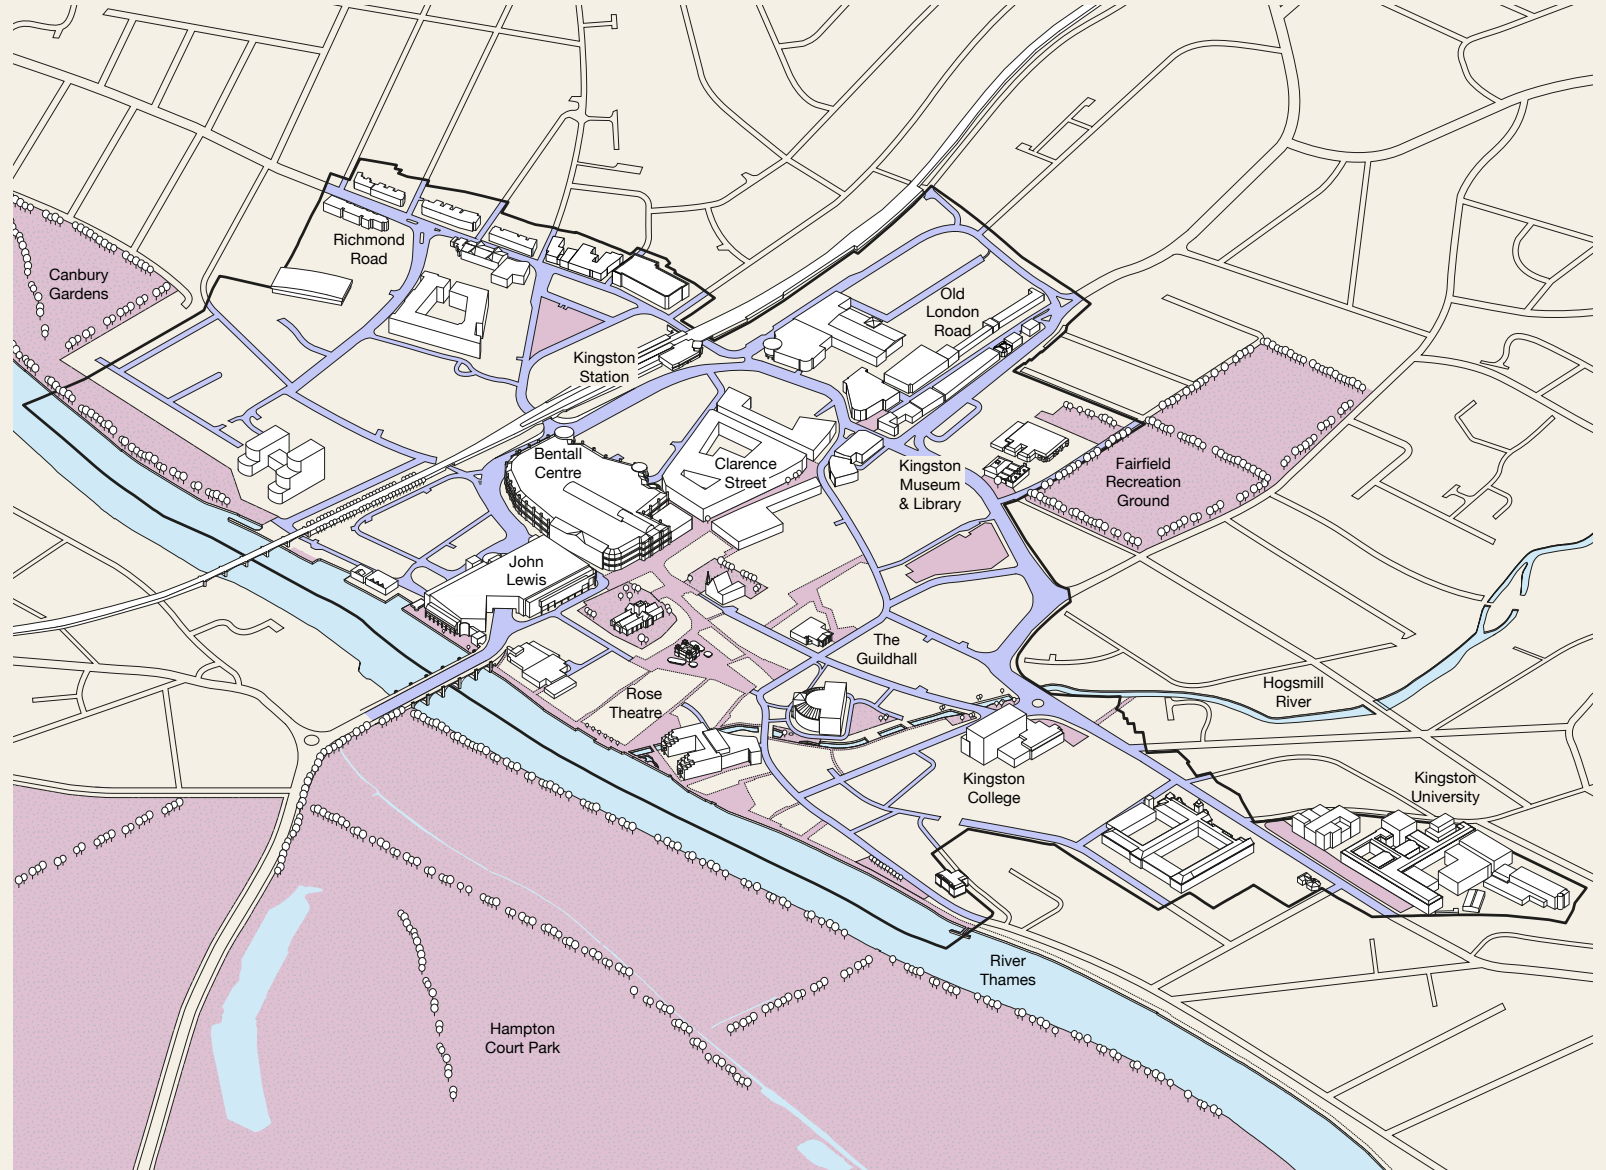 Richmond
Road
Canbury
Gardens
Old
London
Road
Kingston
Station
Bentall
Centre
Clarence
Street
Kingston
Museum
& Library
Fairfield
Recreation
Ground
John
Lewis
The
Guildhall
Rose
Theatre
Hogsmill
River
Kingston
College
Kingston
University
River
Thames
Hampton
Court Park